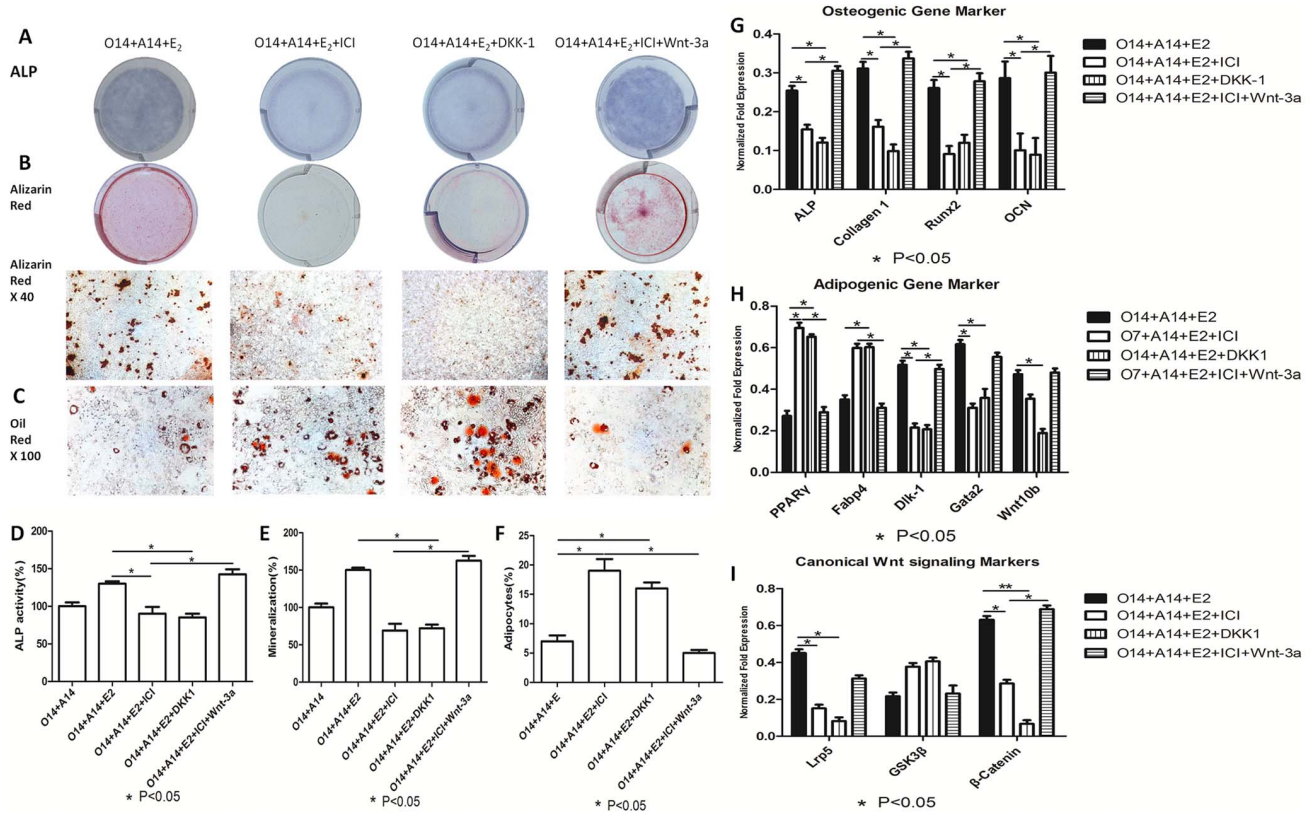 A
O14+A14+E₂
O14+A14+E₂+ICI
O14+A14+E₂+DKK-1
O14+A14+E₂+ICI+Wnt-3a
ALP
B
Alizarin
Red
Alizarin
Red
X 40
C
Oil
Red
X 100
D
ALP activity(%)
200
150
100
50
0
O14+A14
O14+A14+E2
O14+A14+E2+ICI
O14+A14+E2+DKK1
O14+A14+E2+ICI+Wnt-3a
*
*
*
* P<0.05
E
Mineralization(%)
200
150
100
50
0
O14+A14
O14+A14+E2
O14+A14+E2+ICI
O14+A14+E2+DKK1
O14+A14+E2+ICI+Wnt-3a
*
*
* P<0.05
F
Adipocytes(%)
25
20
15
10
5
0
O14+A14+E
O14+A14+E2+ICI
O14+A14+E2+DKK1
O14+A14+E2+ICI+Wnt-3a
*
*
*
* P<0.05
G
Osteogenic Gene Marker
Normalized Fold Expression
0.4
0.3
0.2
0.1
0.0
* * *
* * *
* * *
* * *
ALP
Collagen 1
Runx2
OCN
* P<0.05
O14+A14+E2
O14+A14+E2+ICI
O14+A14+E2+DKK-1
O14+A14+E2+ICI+Wnt-3a
H
Adipogenic Gene Marker
Normalized Fold Expression
0.8
0.6
0.4
0.2
0.0
* * *
* *
* * *
* *
*
PPARγ
Fabp4
Dlk-1
Gata2
Wnt10b
* P<0.05
O14+A14+E2
O7+A14+E2+ICI
O14+A14+E2+DKK1
O7+A14+E2+ICI+Wnt-3a
I
Canonical Wnt signaling Markers
Normalized Fold Expression
0.6
0.4
0.2
0.0
* *
** * *
Lrp5
GSK3β
β-Catenin
* P<0.05
O14+A14+E2
O14+A14+E2+ICI
O14+A14+E2+DKK1
O14+A14+E2+ICI+Wnt-3a